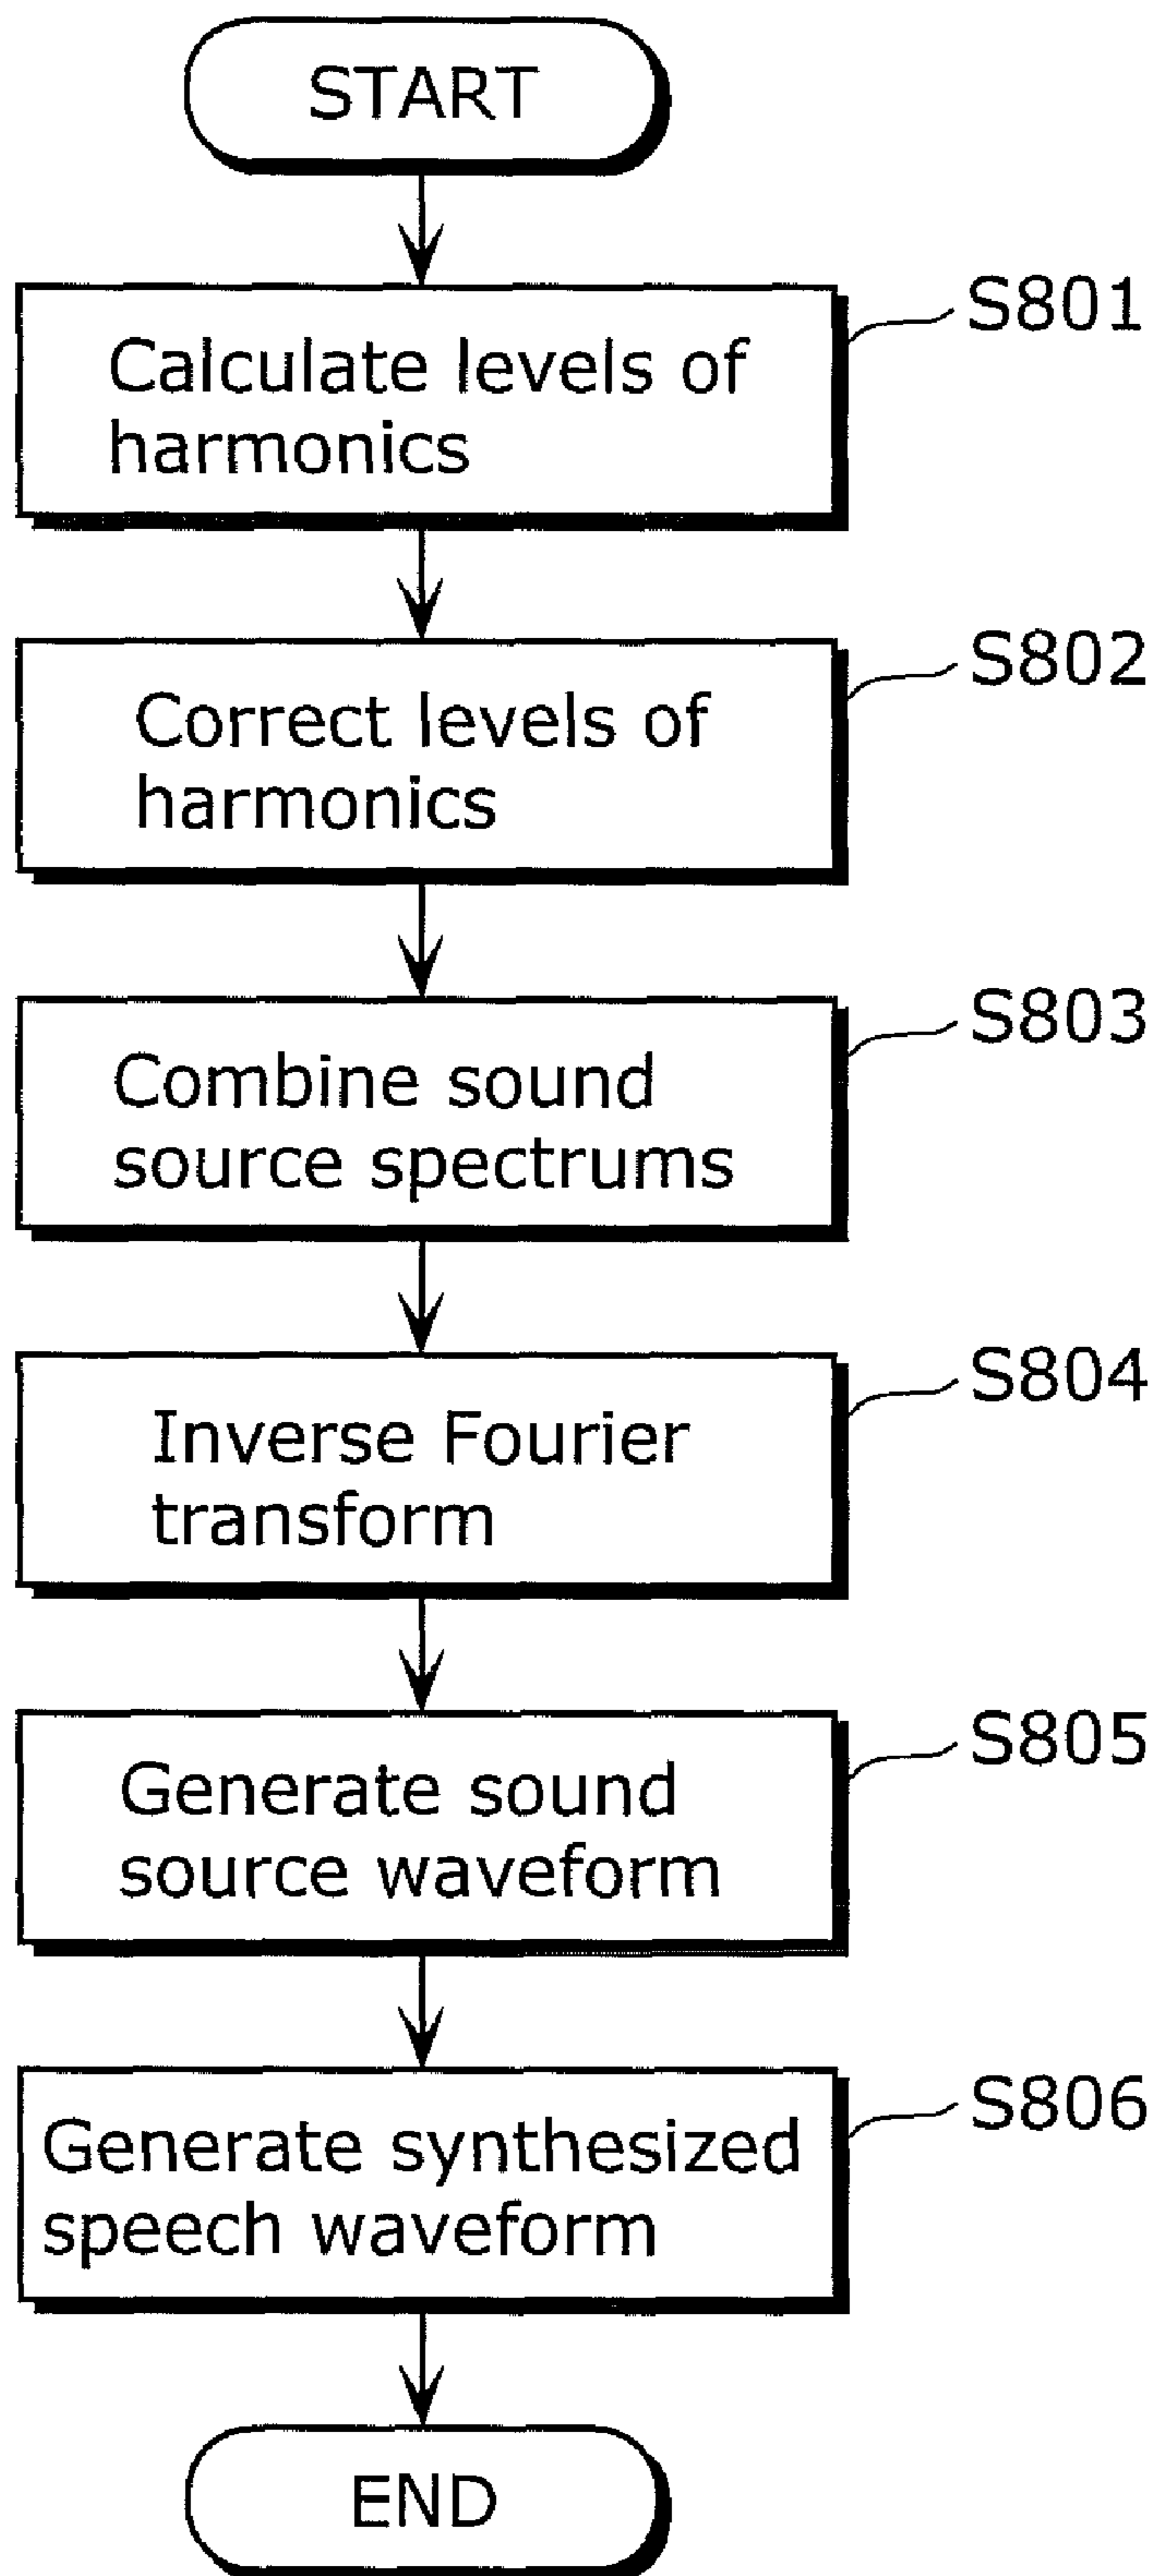 START
S801
Calculate levels of
harmonics
S802
Correct levels of
harmonics
S803
Combine sound
source spectrums
S804
Inverse Fourier
transform
S805
Generate sound
source waveform
S806
Generate synthesized
speech waveform
END